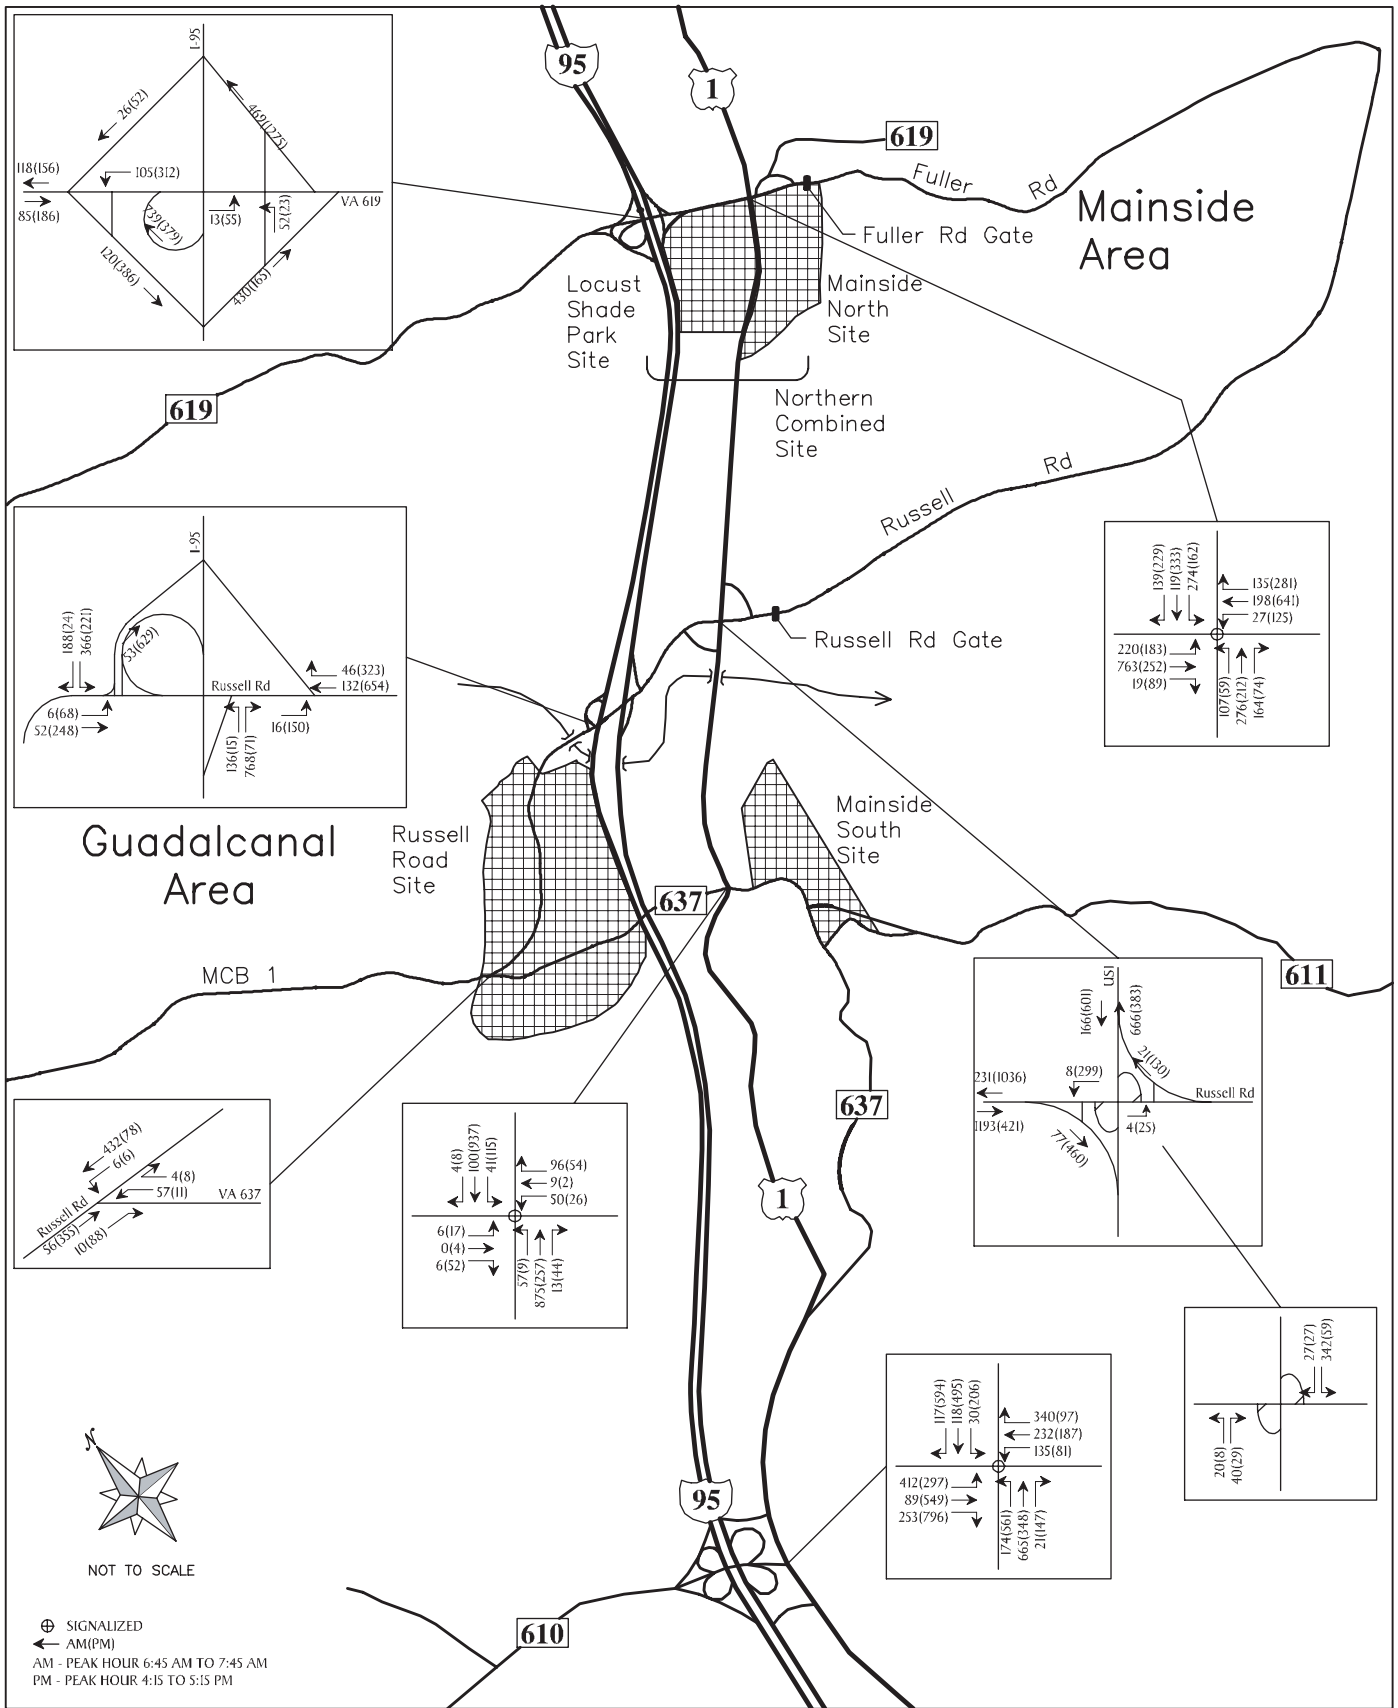 I-95
26(52)
469(1275)
118(156)
105(312)
85(186)
739(379)
13(55)
52(23)
VA 619
120(386)
430(165)
95
1
619
Fuller Rd
Mainside
Area
Fuller Rd Gate
Locust
Shade
Park
Site
Mainside
North
Site
Northern
Combined
Site
619
Russell Rd
Russell Rd Gate
I-95
188(24)
366(221)
53(629)
Russell Rd
46(323)
132(654)
6(68)
52(248)
136(15)
768(71)
16(150)
139(229)
119(333)
274(162)
135(281)
198(641)
27(125)
220(183)
763(252)
19(89)
107(59)
276(212)
164(74)
Guadalcanal
Area
Russell
Road
Site
Mainside
South
Site
637
MCB 1
611
US1
166(601)
666(383)
21(130)
231(1036)
8(299)
Russell Rd
1193(421)
4(25)
77(460)
637
432(78)
6(6)
4(8)
57(11)
VA 637
Russell Rd
56(355)
10(88)
4(8)
100(937)
41(115)
96(54)
9(2)
50(26)
6(17)
0(4)
6(52)
57(9)
875(257)
13(44)
1
27(27)
342(59)
20(8)
40(29)
117(594)
118(495)
30(206)
340(97)
232(187)
135(81)
412(297)
89(549)
253(796)
174(561)
665(348)
21(147)
N
NOT TO SCALE
95
610
SIGNALIZED
AM(PM)
AM - PEAK HOUR 6:45 AM TO 7:45 AM
PM - PEAK HOUR 4:15 TO 5:15 PM